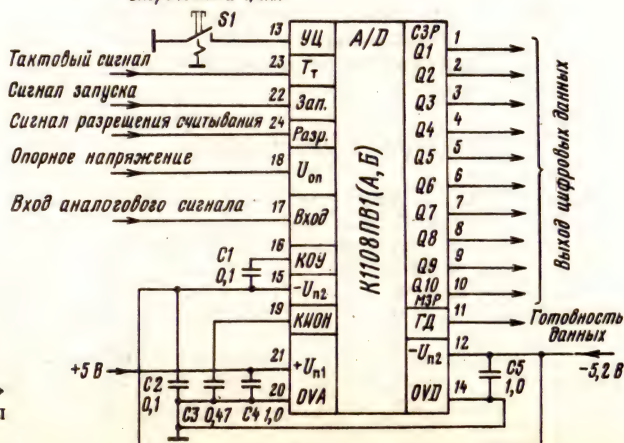 S1
13 УЦ A/D СЗР
Q1 1
Тактовый сигнал 23 Тт Q2 2
Сигнал запуска 22 Зап. Q3 3
Сигнал разрешения считывания 24 Разр. Q4 4
Q5 5
Опорное напряжение 18 Uоп Q6 6
Q7 7
Вход аналогового сигнала 17 Вход Q8 8
16 КОУ Q9 9
C1 0,1
15 -Uп2 Q10 МЗР 10
19 КИОН ГД 11 Готовность данных
К1108ПВ1(А,Б)
Выход цифровых данных
+5 В 21 +Uп1 -Uп2 12 -5,2 В
C2 0,1
C3 0,47
C4 1,0
20 OVA OVD 14
C5 1,0